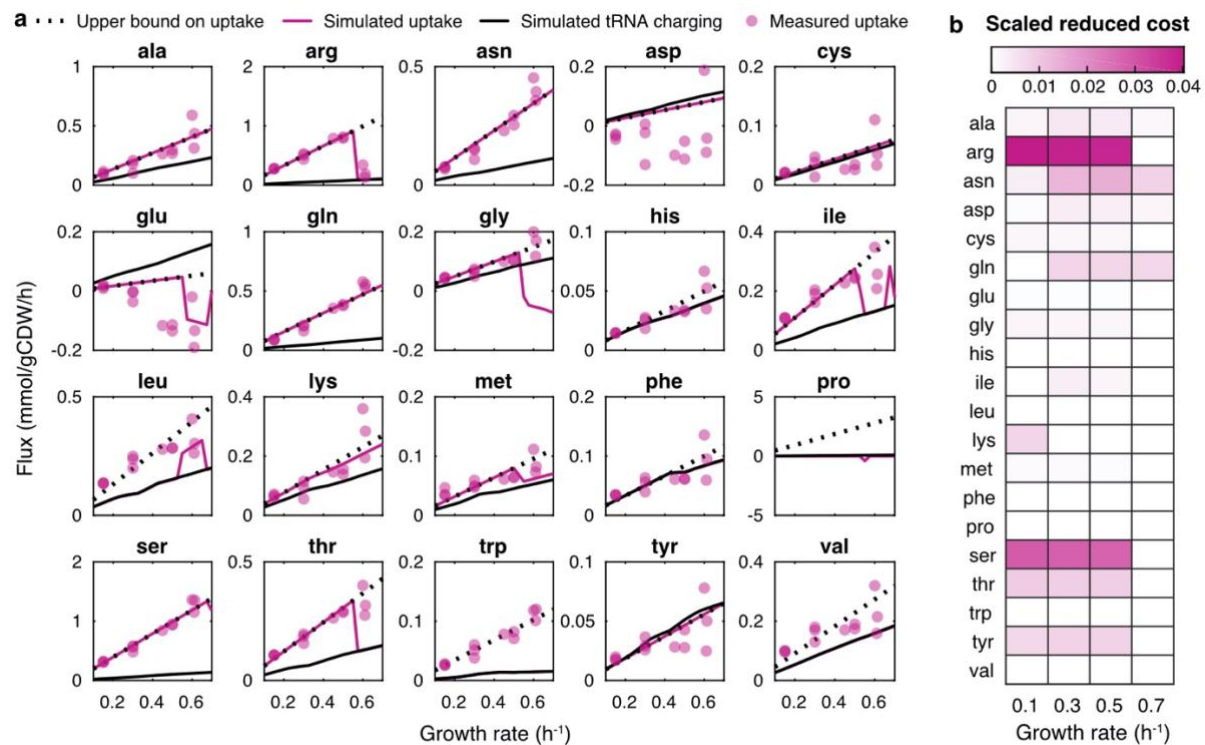 a
Upper bound on uptake
Simulated uptake
Simulated tRNA charging
Measured uptake
ala
arg
asn
asp
cys
1
0.5
0
2
1
0
0.5
0
0.2
0
-0.2
0.2
0.1
0
glu
gln
gly
his
ile
0.2
0
-0.2
1
0.5
0
0.2
0
-0.2
0.1
0.05
0
0.4
0.2
0
leu
lys
met
phe
pro
0.5
0
0.4
0.2
0
0.2
0.1
0
0.2
0.1
0
5
0
-5
ser
thr
trp
tyr
val
2
1
0
0.5
0
0.2
0.1
0
0.1
0.05
0
0.4
0.2
0
0.2 0.4 0.6
0.2 0.4 0.6
0.2 0.4 0.6
0.2 0.4 0.6
0.2 0.4 0.6
Flux (mmol/gCDW/h)
Growth rate (h⁻¹)
b
Scaled reduced cost
0 0.01 0.02 0.03 0.04
ala
arg
asn
asp
cys
gln
glu
gly
his
ile
leu
lys
met
phe
pro
ser
thr
trp
tyr
val
0.1 0.3 0.5 0.7
Growth rate (h⁻¹)